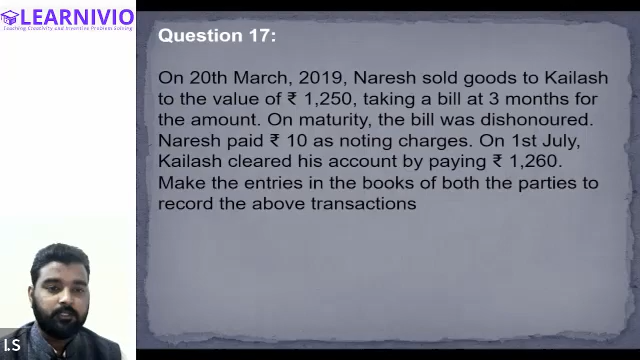 LEARNIVIO
Teaching Creativity and Inventive Problem Solving
Question 17:
On 20th March, 2019, Naresh sold goods to Kailash
to the value of ₹ 1,250, taking a bill at 3 months for
the amount. On maturity, the bill was dishonoured.
Naresh paid ₹ 10 as noting charges. On 1st July,
Kailash cleared his account by paying ₹ 1,260.
Make the entries in the books of both the parties to
record the above transactions
I.S